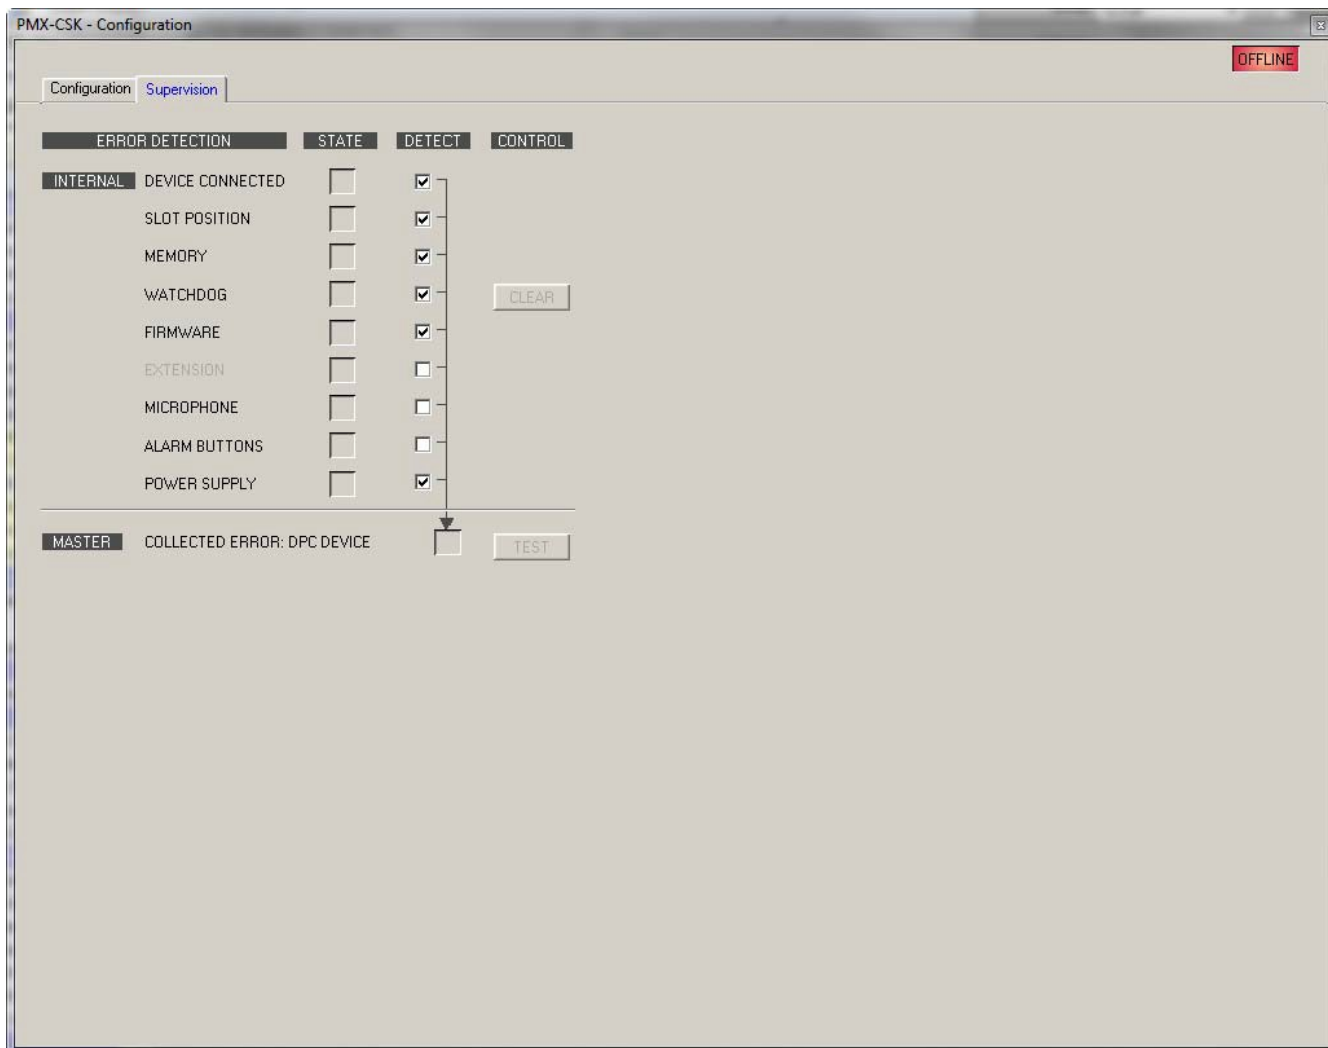 PMX-CSK - Configuration
OFFLINE
Configuration Supervision
ERROR DETECTION STATE DETECT CONTROL
INTERNAL DEVICE CONNECTED
SLOT POSITION
MEMORY
WATCHDOG CLEAR
FIRMWARE
EXTENSION
MICROPHONE
ALARM BUTTONS
POWER SUPPLY
MASTER COLLECTED ERROR: DPC DEVICE TEST